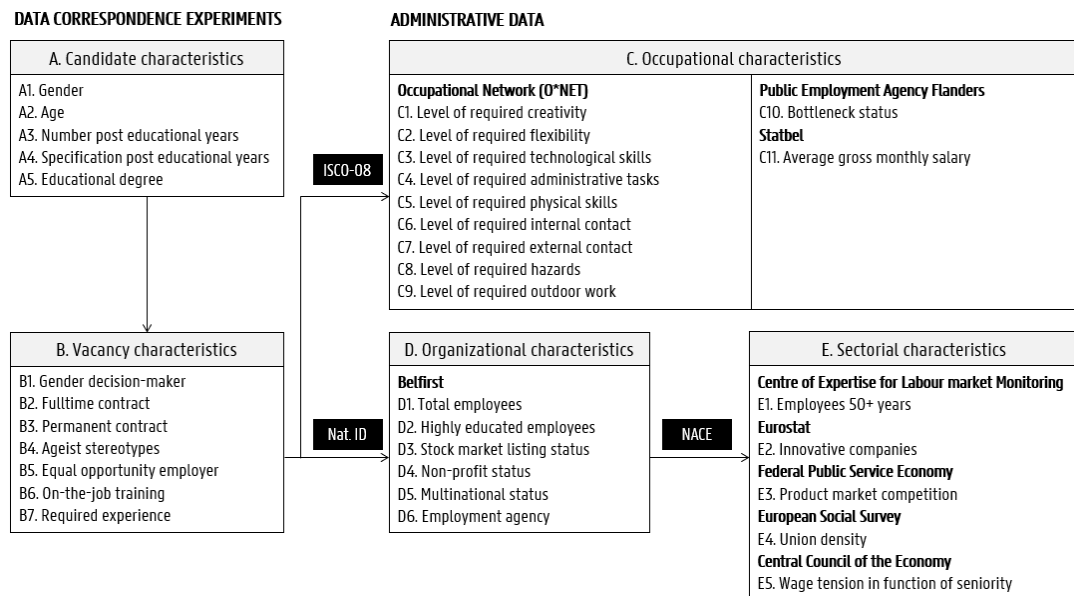 DATA CORRESPONDENCE EXPERIMENTS
ADMINISTRATIVE DATA
A. Candidate characteristics
A1. Gender
A2. Age
A3. Number post educational years
A4. Specification post educational years
A5. Educational degree
ISCO-08
C. Occupational characteristics
Occupational Network (O*NET)
C1. Level of required creativity
C2. Level of required flexibility
C3. Level of required technological skills
C4. Level of required administrative tasks
C5. Level of required physical skills
C6. Level of required internal contact
C7. Level of required external contact
C8. Level of required hazards
C9. Level of required outdoor work
Public Employment Agency Flanders
C10. Bottleneck status
Statbel
C11. Average gross monthly salary
B. Vacancy characteristics
B1. Gender decision-maker
B2. Fulltime contract
B3. Permanent contract
B4. Ageist stereotypes
B5. Equal opportunity employer
B6. On-the-job training
B7. Required experience
Nat. ID
D. Organizational characteristics
Belfirst
D1. Total employees
D2. Highly educated employees
D3. Stock market listing status
D4. Non-profit status
D5. Multinational status
D6. Employment agency
NACE
E. Sectorial characteristics
Centre of Expertise for Labour market Monitoring
E1. Employees 50+ years
Eurostat
E2. Innovative companies
Federal Public Service Economy
E3. Product market competition
European Social Survey
E4. Union density
Central Council of the Economy
E5. Wage tension in function of seniority